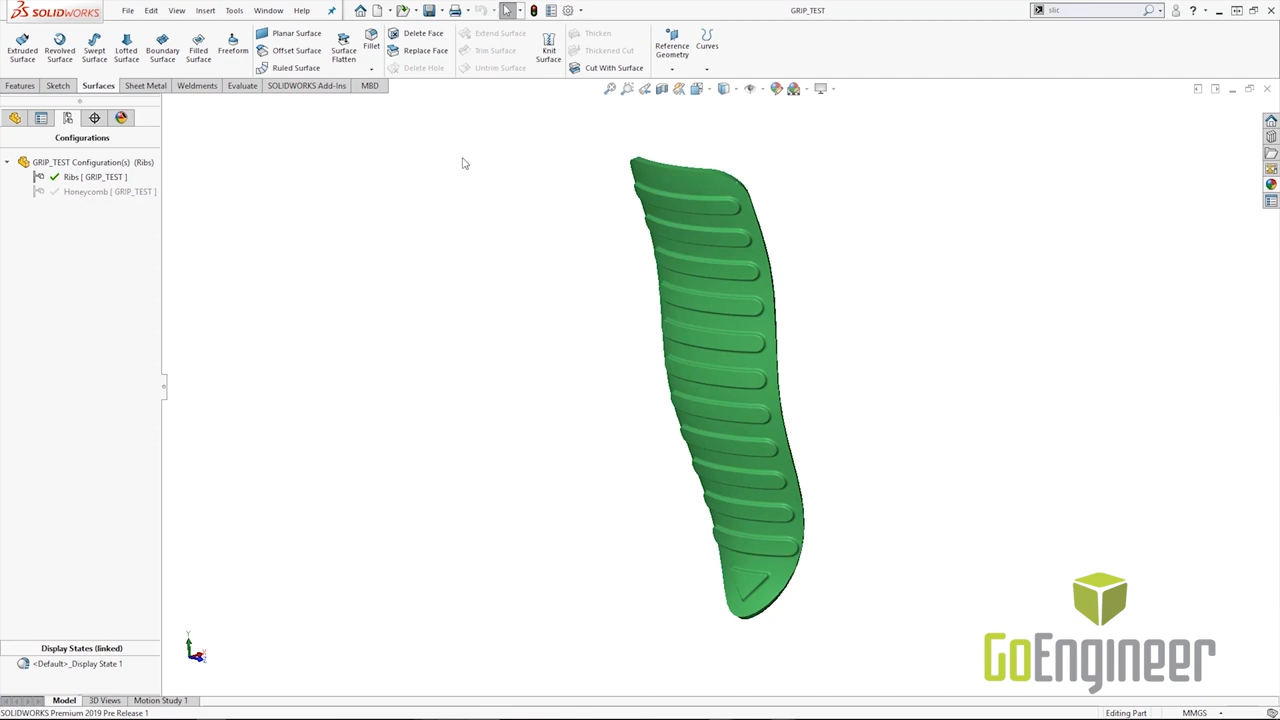 SOLIDWORKS File Edit View Insert Tools Window Help GRIP_TEST slic
Extruded Surface
Revolved Surface
Swept Surface
Lofted Surface
Boundary Surface
Filled Surface
Freeform
Planar Surface
Offset Surface
Ruled Surface
Surface Flatten
Fillet
Delete Face
Replace Face
Delete Hole
Extend Surface
Trim Surface
Untrim Surface
Knit Surface
Thicken
Thickened Cut
Cut With Surface
Reference Geometry
Curves
Features Sketch Surfaces Sheet Metal Weldments Evaluate SOLIDWORKS Add-Ins MBD
Configurations
GRIP_TEST Configuration(s) (Ribs)
Ribs [ GRIP_TEST ]
Honeycomb [ GRIP_TEST ]
Y
GoEngineer
Display States (linked)
<Default>_Display State 1
Model 3D Views Motion Study 1
SOLIDWORKS Premium 2019 Pre Release 1 Editing Part MMGS